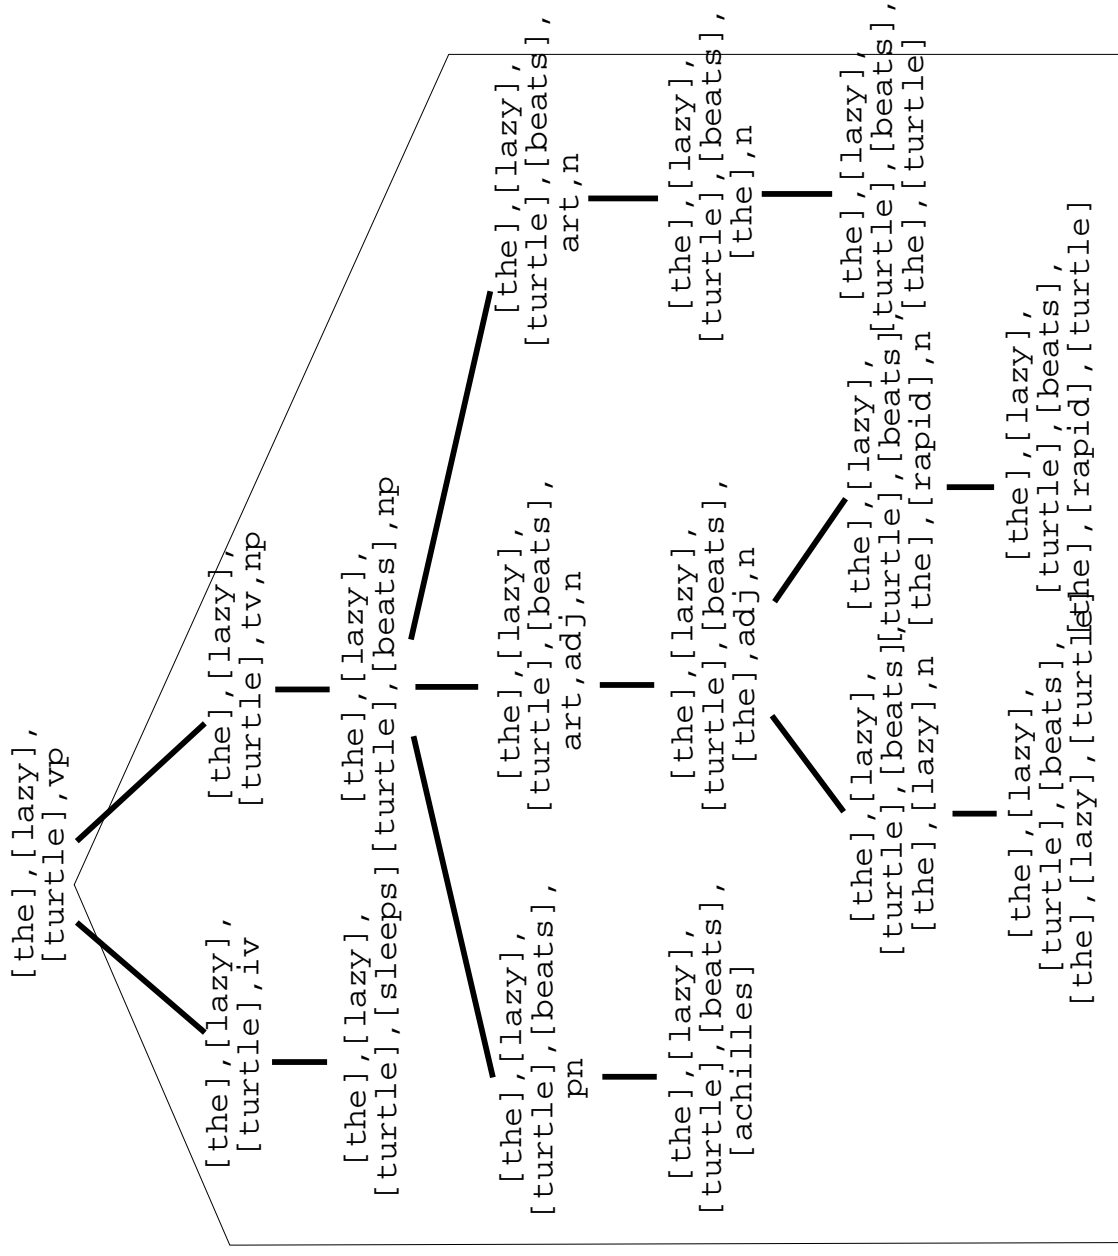 [the],[lazy],
[turtle],vp
[the],[lazy],
[turtle],iv
[the],[lazy],
[turtle],tv,np
[the],[lazy],
[turtle],[sleeps]
[the],[lazy],
[turtle],[beats],np
[the],[lazy],
[turtle],[beats],
pn
[the],[lazy],
[turtle],[beats],
art,adj,n
[the],[lazy],
[turtle],[beats],
art,n
[the],[lazy],
[turtle],[beats],
[achilles]
[the],[lazy],
[turtle],[beats],
[the],adj,n
[the],[lazy],
[turtle],[beats],
[the],n
[the],[lazy],
[turtle],[beats],
[the],[lazy],n
[the],[lazy],
[turtle],[beats],
[the],[rapid],n
[the],[lazy],
[turtle],[beats],
[the],[turtle]
[the],[lazy],
[turtle],[beats],
[the],[lazy],[turtle]
[the],[lazy],
[turtle],[beats],
[the],[rapid],[turtle]